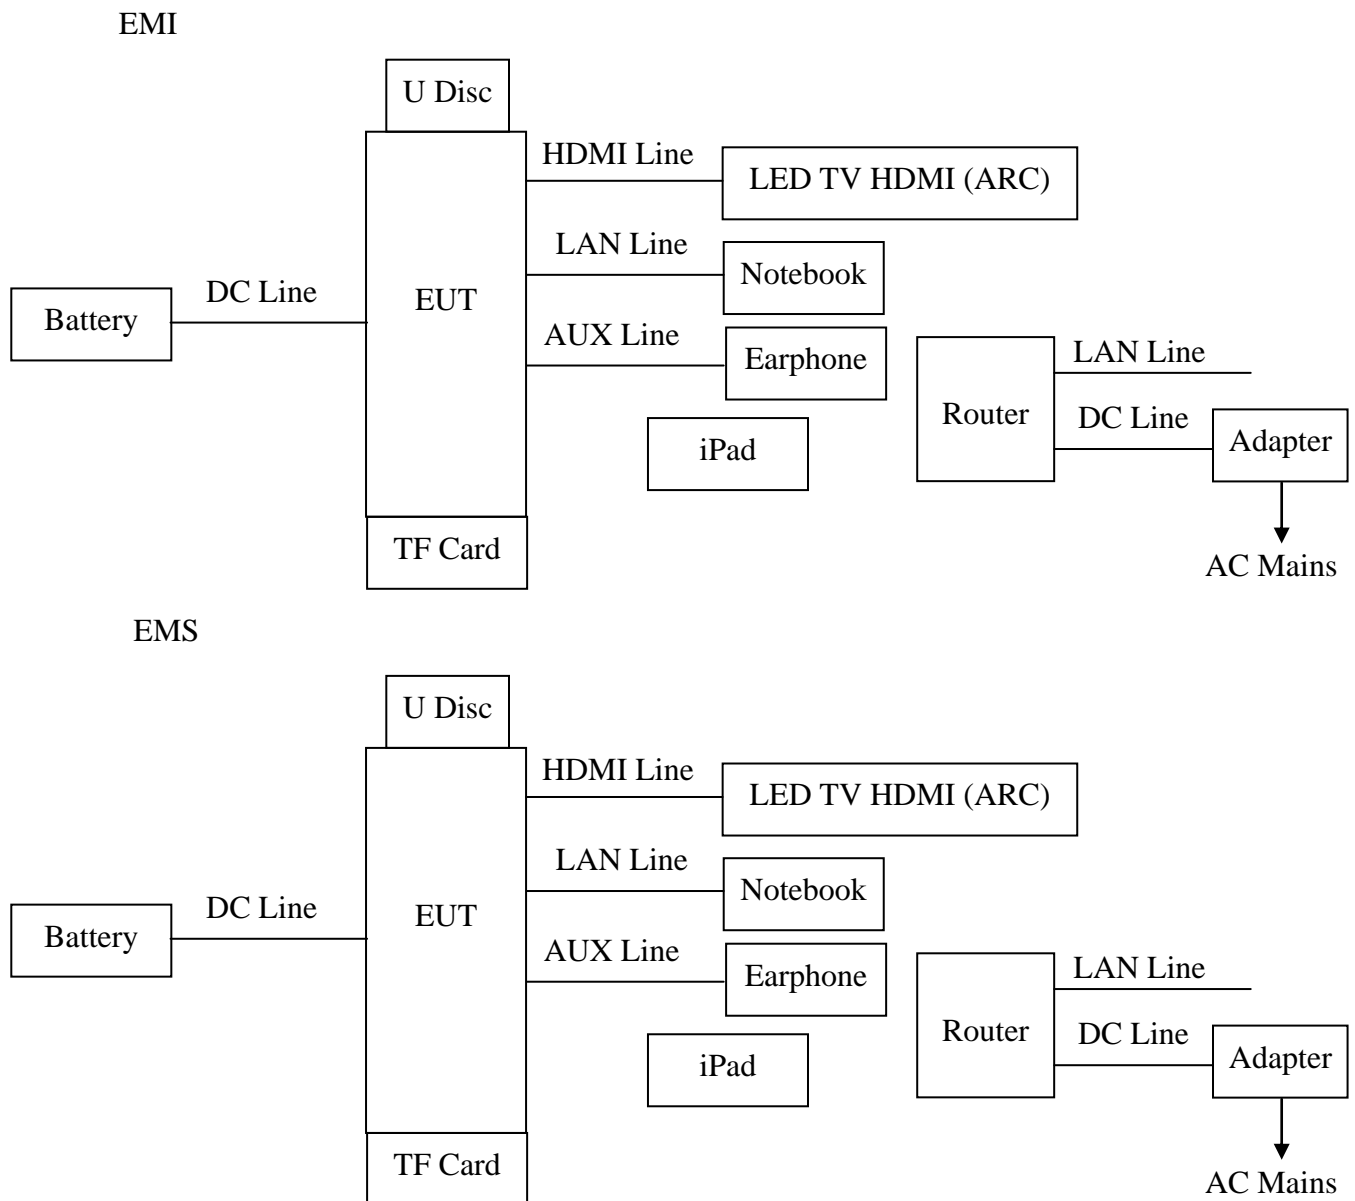 EMI
U Disc
HDMI Line
LED TV HDMI (ARC)
LAN Line
Notebook
DC Line
EUT
Battery
AUX Line
Earphone
LAN Line
Router
DC Line
Adapter
iPad
TF Card
AC Mains
EMS
U Disc
HDMI Line
LED TV HDMI (ARC)
LAN Line
Notebook
DC Line
EUT
Battery
AUX Line
Earphone
LAN Line
Router
DC Line
Adapter
iPad
TF Card
AC Mains